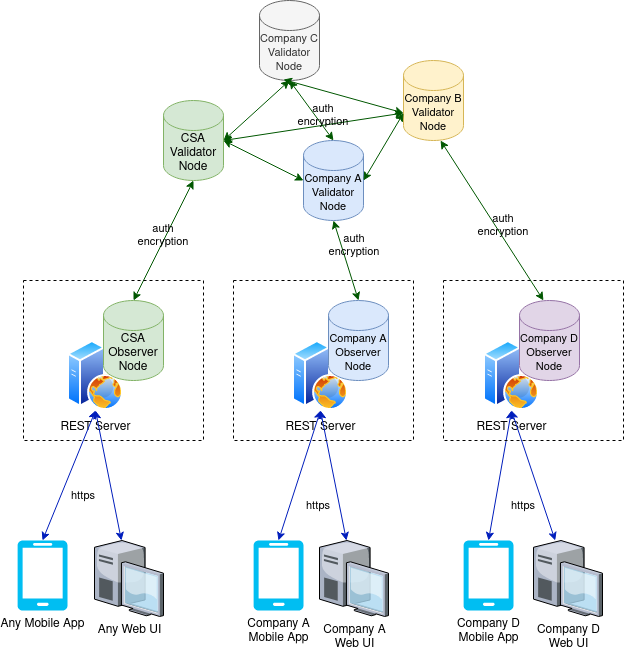 Company C
Validator
Node
Company B
Validator
Node
auth
encryption
CSA
Validator
Node
Company A
Validator
Node
auth
encryption
auth
encryption
auth
encryption
CSA
Observer
Node
Company A
Observer
Node
Company D
Observer
Node
REST Server
REST Server
REST Server
https
https
https
Any Mobile App
Any Web UI
Company A
Mobile App
Company A
Web UI
Company D
Mobile App
Company D
Web UI